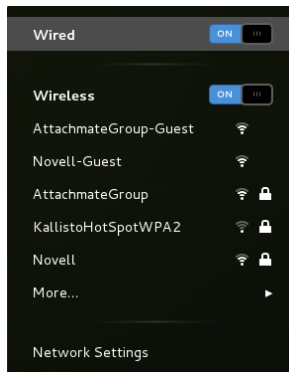 Wired ON
Wireless ON
AttachmateGroup-Guest
Novell-Guest
AttachmateGroup
KallistoHotSpotWPA2
Novell
More...
Network Settings